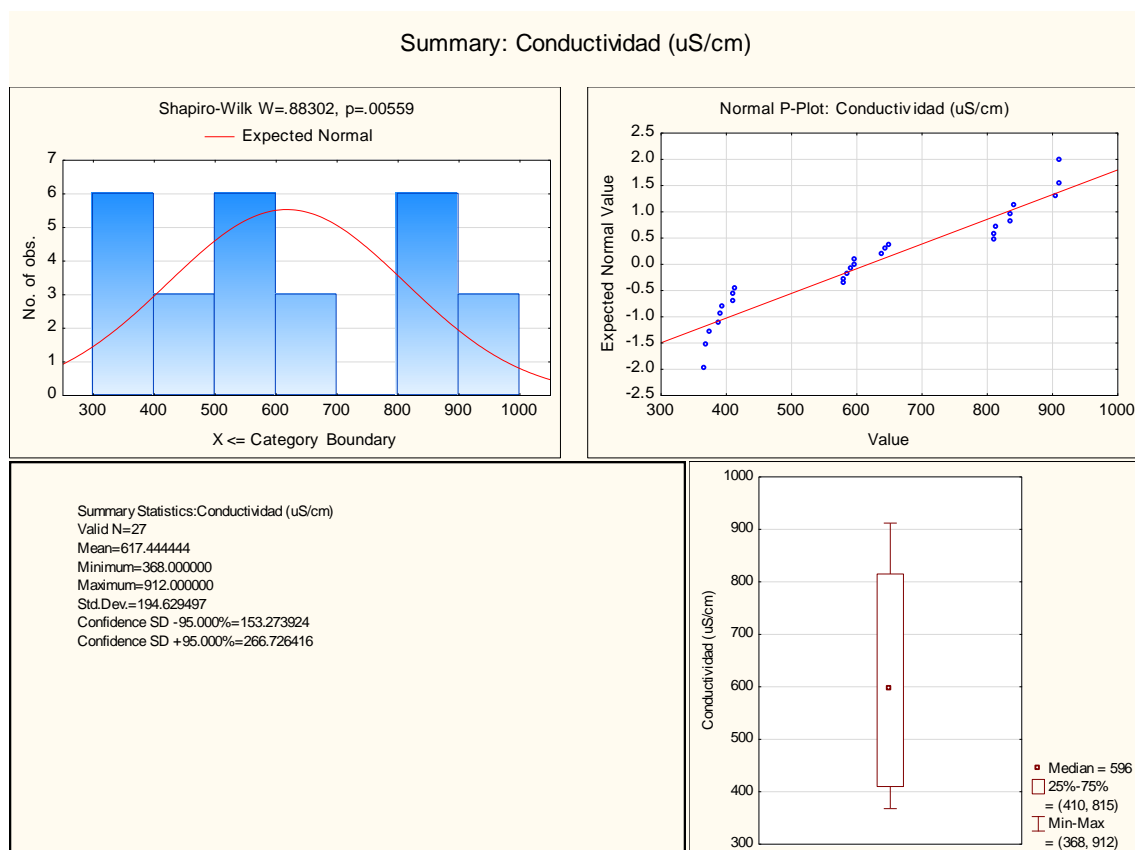 Summary: Conductividad (uS/cm)
Shapiro-Wilk W=.88302, p=.00559
Expected Normal
7
6
5
4
3
2
1
0
No. of obs.
300 400 500 600 700 800 900 1000
X <= Category Boundary
Normal P-Plot: Conductividad (uS/cm)
2.5
2.0
1.5
1.0
0.5
0.0
-0.5
-1.0
-1.5
-2.0
-2.5
Expected Normal Value
300 400 500 600 700 800 900 1000
Value
Summary Statistics:Conductividad (uS/cm)
Valid N=27
Mean=617.444444
Minimum=368.000000
Maximum=912.000000
Std.Dev.=194.629497
Confidence SD -95.000%=153.273924
Confidence SD +95.000%=266.726416
1000
900
800
700
600
500
400
300
Conductividad (uS/cm)
Median = 596
25%-75%
= (410, 815)
Min-Max
= (368, 912)